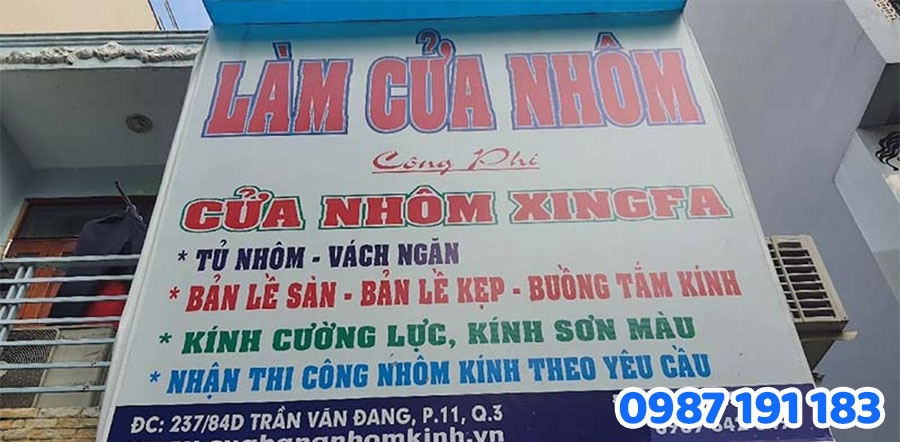 LÀM CỬA NHÔM
Công Phi
CỬA NHÔM XINGFA
* TỦ NHÔM - VÁCH NGĂN
* BẢN LỀ SÀN - BẢN LỀ KẸP - BUỒNG TẮM KÍNH
* KÍNH CƯỜNG LỰC, KÍNH SƠN MÀU
* NHẬN THI CÔNG NHÔM KÍNH THEO YÊU CẦU
ĐC: 237/84D TRẦN VĂN ĐANG, P.11, Q.3
0987 191 183